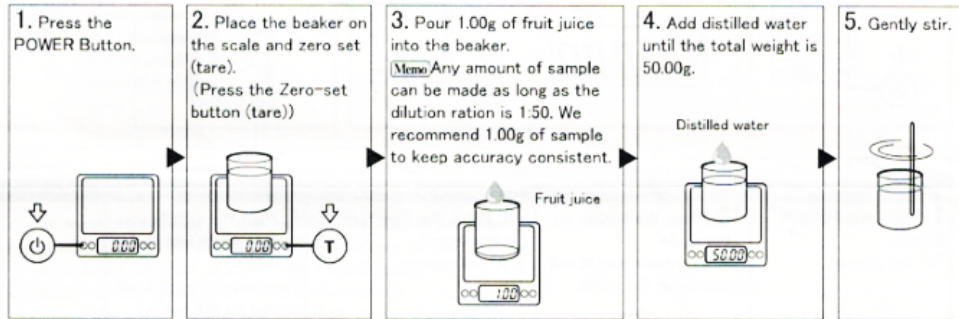 1. Press the
POWER Button.
2. Place the beaker on
the scale and zero set
(tare).
(Press the Zero-set
button (tare))
3. Pour 1.00g of fruit juice
into the beaker.
Memo Any amount of sample
can be made as long as the
dilution ration is 1:50. We
recommend 1.00g of sample
to keep accuracy consistent.
4. Add distilled water
until the total weight is
50.00g.
5. Gently stir.
Distilled water
Fruit juice
0.00
0.00
T
1.00
50.00